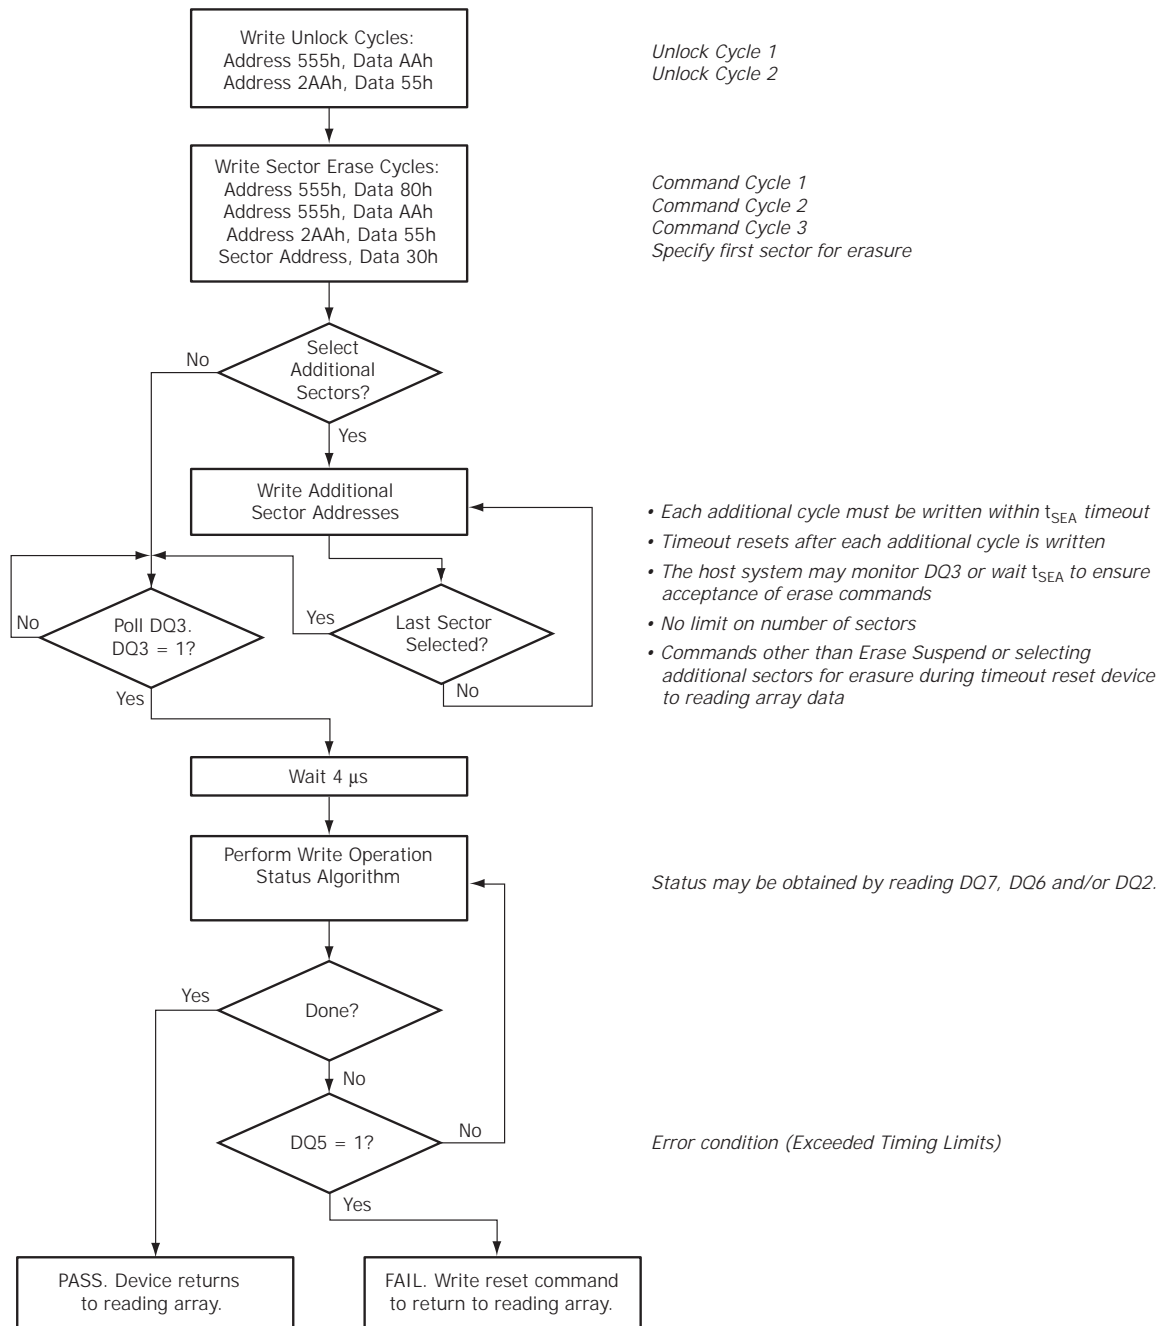 Write Unlock Cycles:
Address 555h, Data AAh
Address 2AAh, Data 55h
Unlock Cycle 1
Unlock Cycle 2
Write Sector Erase Cycles:
Address 555h, Data 80h
Address 555h, Data AAh
Address 2AAh, Data 55h
Sector Address, Data 30h
Command Cycle 1
Command Cycle 2
Command Cycle 3
Specify first sector for erasure
Select
Additional
Sectors?
No
Yes
Write Additional
Sector Addresses
• Each additional cycle must be written within tSEA timeout
• Timeout resets after each additional cycle is written
• The host system may monitor DQ3 or wait tSEA to ensure
acceptance of erase commands
• No limit on number of sectors
• Commands other than Erase Suspend or selecting
additional sectors for erasure during timeout reset device
to reading array data
No
Poll DQ3.
DQ3 = 1?
Yes
Yes
Last Sector
Selected?
No
Wait 4 μs
Perform Write Operation
Status Algorithm
Status may be obtained by reading DQ7, DQ6 and/or DQ2.
Yes
Done?
No
DQ5 = 1?
No
Error condition (Exceeded Timing Limits)
Yes
PASS. Device returns
to reading array.
FAIL. Write reset command
to return to reading array.